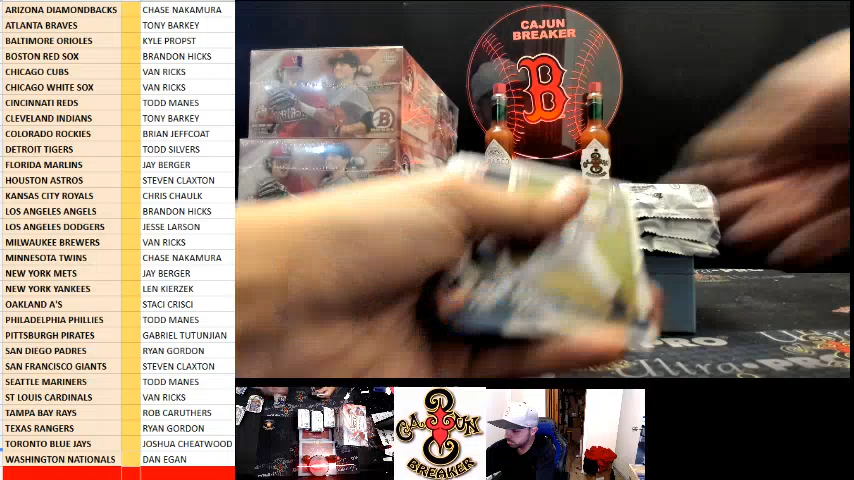 ARIZONA DIAMONDBACKS CHASE NAKAMURA
ATLANTA BRAVES TONY BARKEY
BALTIMORE ORIOLES KYLE PROPST
BOSTON RED SOX BRANDON HICKS
CHICAGO CUBS VAN RICKS
CHICAGO WHITE SOX VAN RICKS
CINCINNATI REDS TODD MANES
CLEVELAND INDIANS TONY BARKEY
COLORADO ROCKIES BRIAN JEFFCOAT
DETROIT TIGERS TODD SILVERS
FLORIDA MARLINS JAY BERGER
HOUSTON ASTROS STEVEN CLAXTON
KANSAS CITY ROYALS CHRIS CHAULK
LOS ANGELES ANGELS BRANDON HICKS
LOS ANGELES DODGERS JESSE LARSON
MILWAUKEE BREWERS VAN RICKS
MINNESOTA TWINS CHASE NAKAMURA
NEW YORK METS JAY BERGER
NEW YORK YANKEES LEN KIERZEK
OAKLAND A'S STACI CRISCI
PHILADELPHIA PHILLIES TODD MANES
PITTSBURGH PIRATES GABRIEL TUTUNJIAN
SAN DIEGO PADRES RYAN GORDON
SAN FRANCISCO GIANTS STEVEN CLAXTON
SEATTLE MARINERS TODD MANES
ST LOUIS CARDINALS VAN RICKS
TAMPA BAY RAYS ROB CARUTHERS
TEXAS RANGERS RYAN GORDON
TORONTO BLUE JAYS JOSHUA CHEATWOOD
WASHINGTON NATIONALS DAN EGAN
CAJUN
BREAKER
B
PRO
Ultra PRO
CAJUN
BREAKER